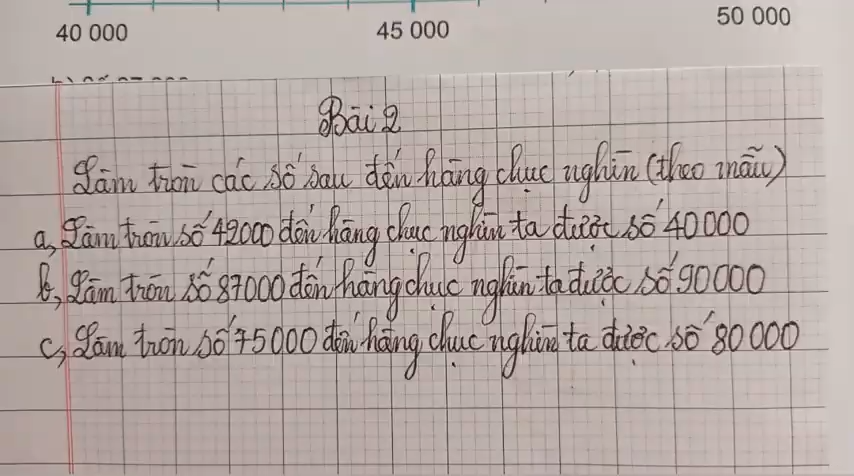 40 000 45 000 50 000
Bài 2
Làm tròn các số sau đến hàng chục nghìn (theo mẫu)
a, Làm tròn số 42000 đến hàng chục nghìn ta được số 40000
b, Làm tròn số 87000 đến hàng chục nghìn ta được số 90000
c, Làm tròn số 75000 đến hàng chục nghìn ta được số 80000